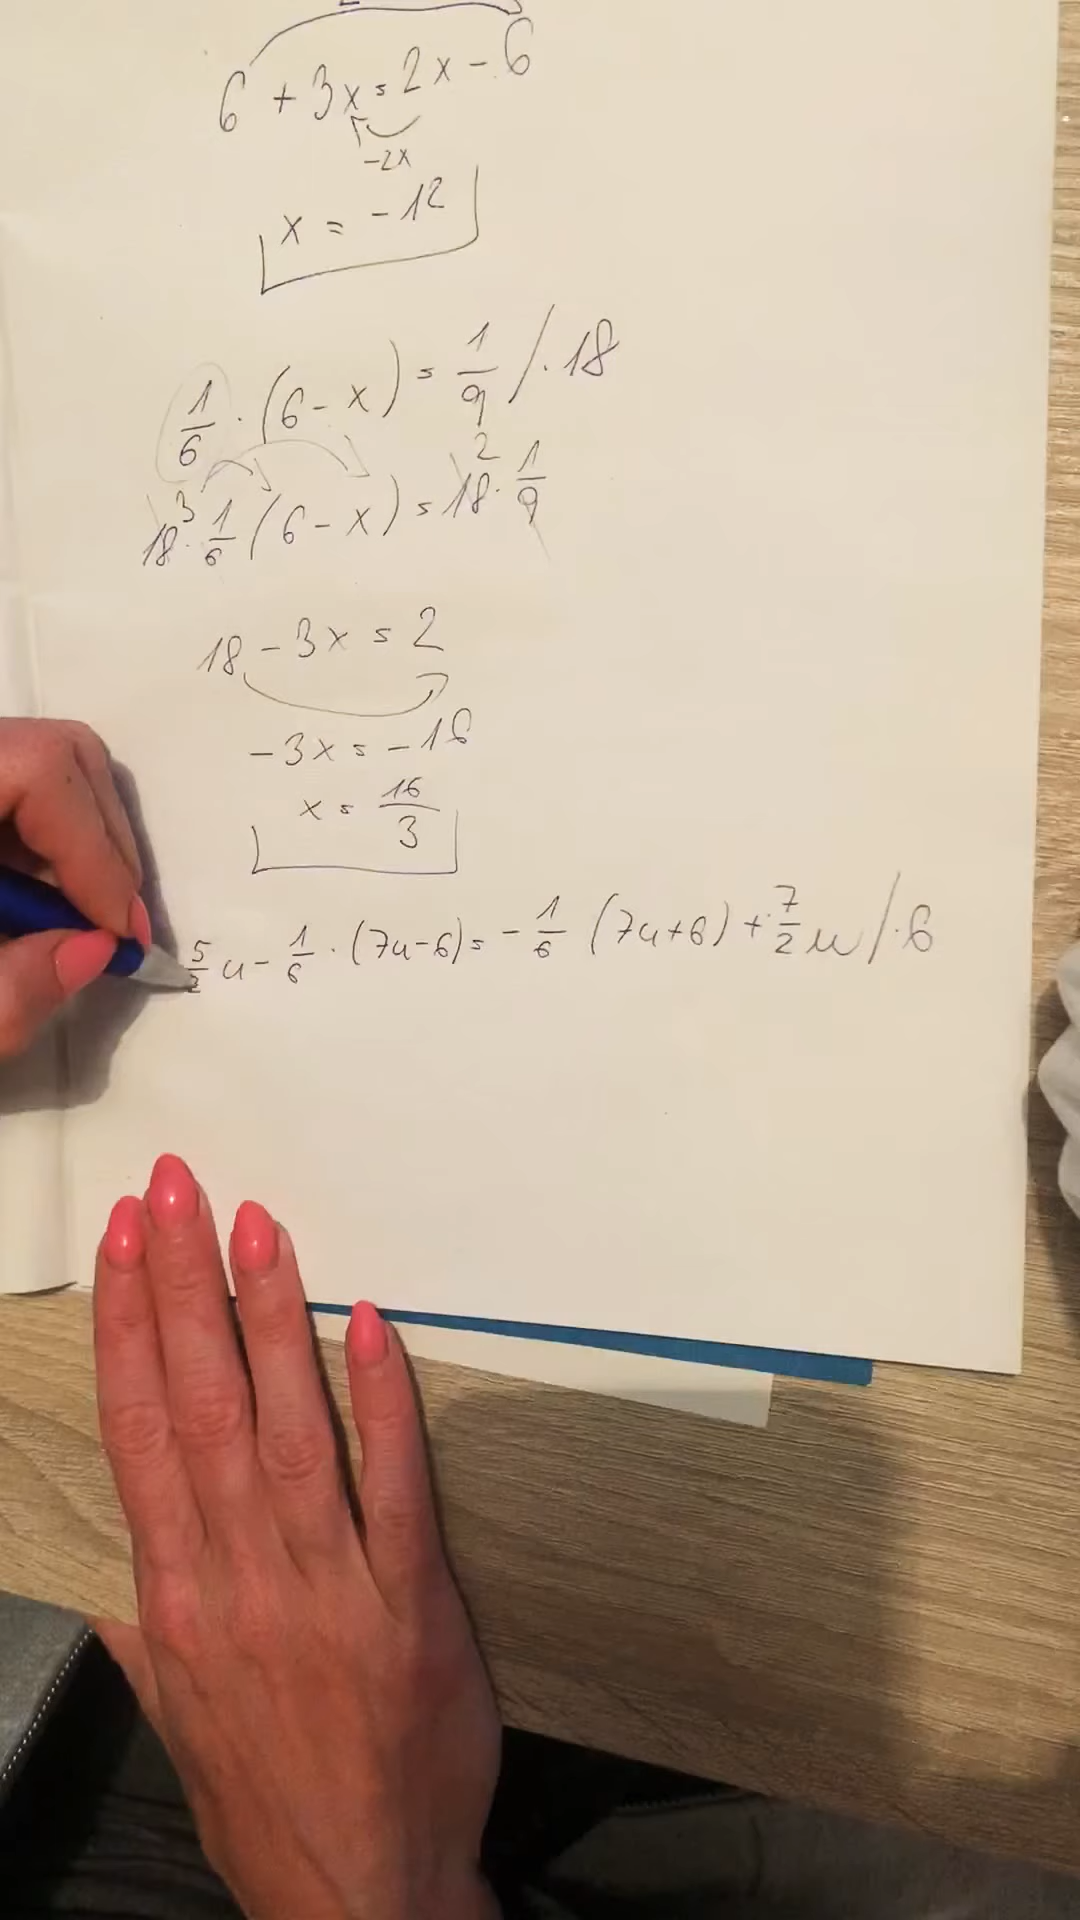 6 + 3x = 2x - 6
-2x
x = -12
1/6 · (6 - x) = 1/9 / · 18
18 3 · 1/6 (6 - x) = 18 2 · 1/9
18 - 3x = 2
-3x = -16
x = 16/3
5/2 u - 1/6 · (7u - 6) = - 1/6 (7u + 6) + 7/2 u / · 6